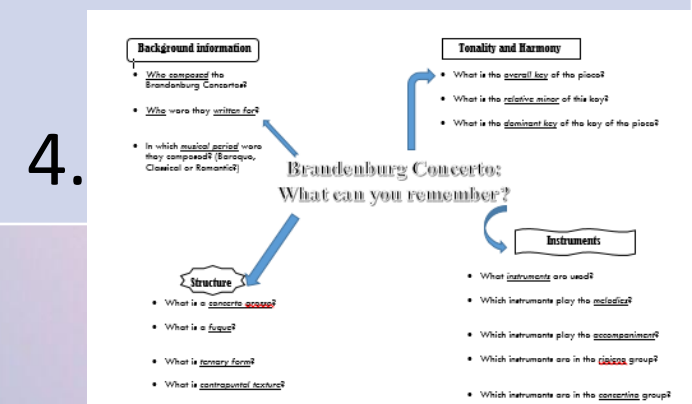 4.
Background information
• Who composed the
Brandenburg Concertos?
• Who were they written for?
• In which musical period were
they composed? (Baroque,
Classical or Romantic?)
Tonality and Harmony
• What is the overall key of the piece?
• What is the relative minor of this key?
• What is the dominant key of the key of the piece?
Brandenburg Concerto:
What can you remember?
Structure
• What is a concerto grosso?
• What is a fugue?
• What is ternary form?
• What is contrapuntal texture?
Instruments
• What instruments are used?
• Which instruments play the melodies?
• Which instruments play the accompaniment?
• Which instruments are in the ripieno group?
• Which instruments are in the concertino group?